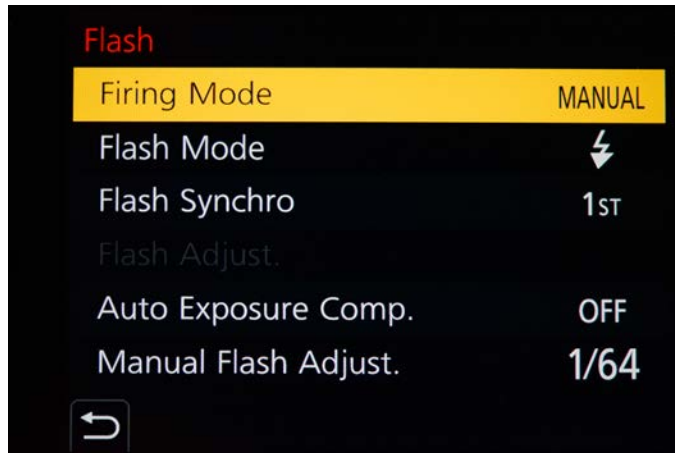 Flash
Firing Mode MANUAL
Flash Mode
Flash Synchro 1ST
Flash Adjust.
Auto Exposure Comp. OFF
Manual Flash Adjust. 1/64